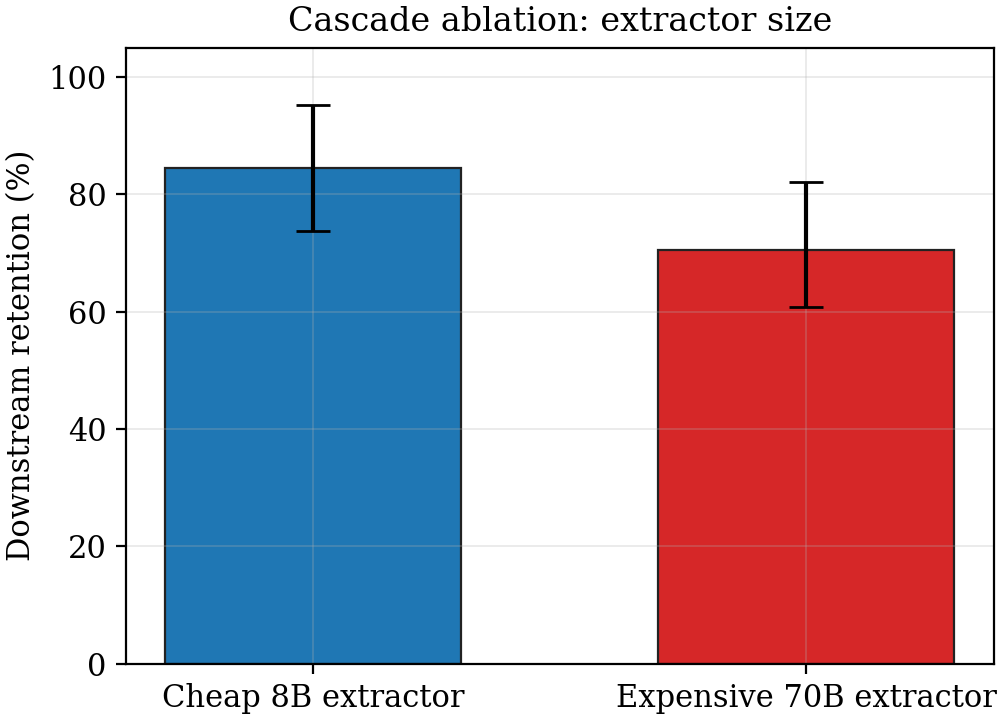 Cascade ablation: extractor size
Downstream retention (%)
100
80
60
40
20
0
Cheap 8B extractor
Expensive 70B extractor